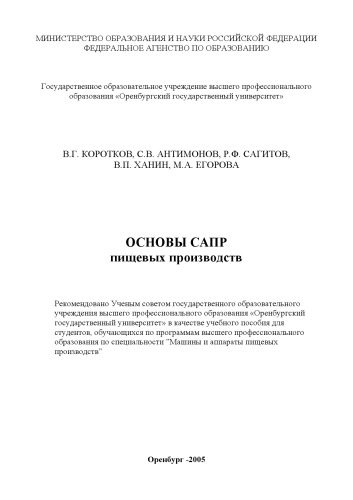 МИНИСТЕРСТВО ОБРАЗОВАНИЯ И НАУКИ РОССИЙСКОЙ ФЕДЕРАЦИИ
ФЕДЕРАЛЬНОЕ АГЕНСТВО ПО ОБРАЗОВАНИЮ
Государственное образовательное учреждение высшего профессионального
образования «Оренбургский государственный университет»
В.Г. КОРОТКОВ, С.В. АНТИМОНОВ, Р.Ф. САГИТОВ,
В.П. ХАНИН, М.А. ЕГОРОВА
ОСНОВЫ САПР
пищевых производств
Рекомендовано Ученым советом государственного образовательного
учреждения высшего профессионального образования «Оренбургский
государственный университет» в качестве учебного пособия для
студентов, обучающихся по программам высшего профессионального
образования по специальности "Машины и аппараты пищевых
производств"
Оренбург -2005